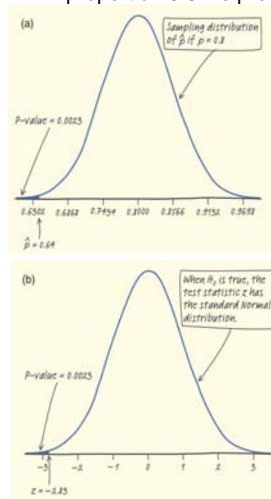 (a)
Sampling distribution
of p̂ if p = 0.8
P-value = 0.0023
0.6302 0.6868 0.7434 0.8000 0.8566 0.9132 0.9698
p̂ = 0.64
(b)
When H₀ is true, the
test statistic z has
the standard Normal
distribution.
P-value = 0.0023
-3 -2 -1 0 1 2 3
z = -2.83